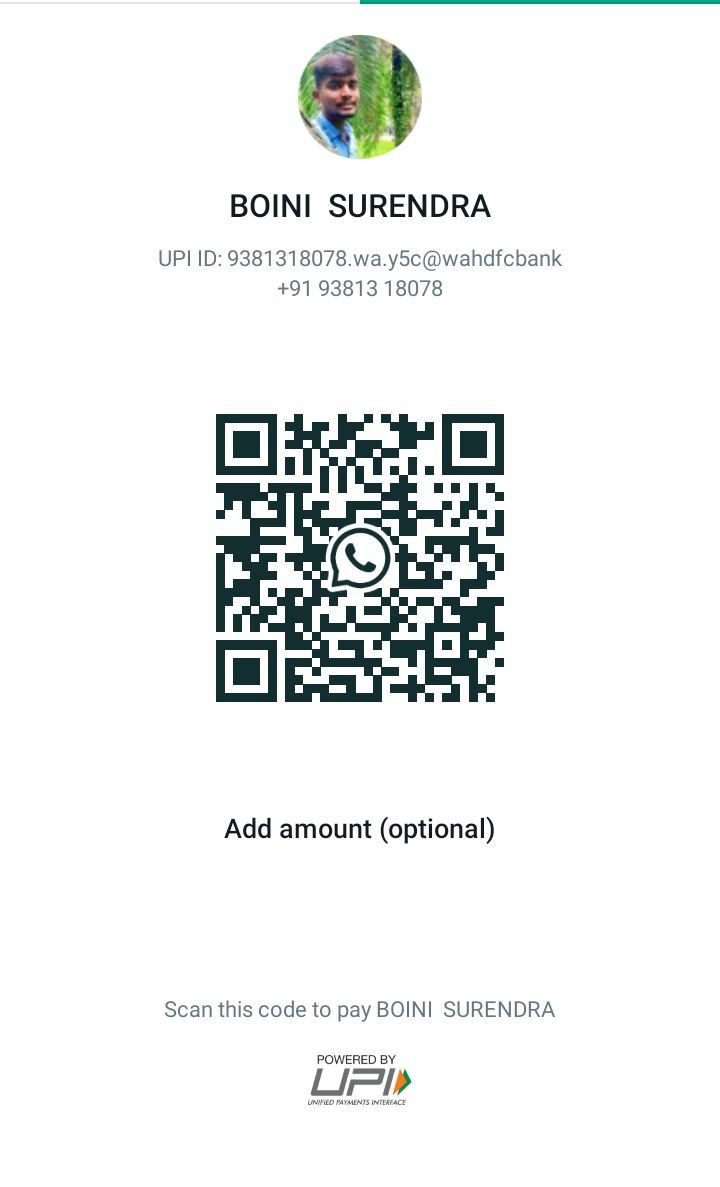 BOINI  SURENDRA
UPI ID: 9381318078.wa.y5c@wahdfcbank
+91 93813 18078
Add amount (optional)
Scan this code to pay BOINI  SURENDRA
POWERED BY
UPI
UNIFIED PAYMENTS INTERFACE